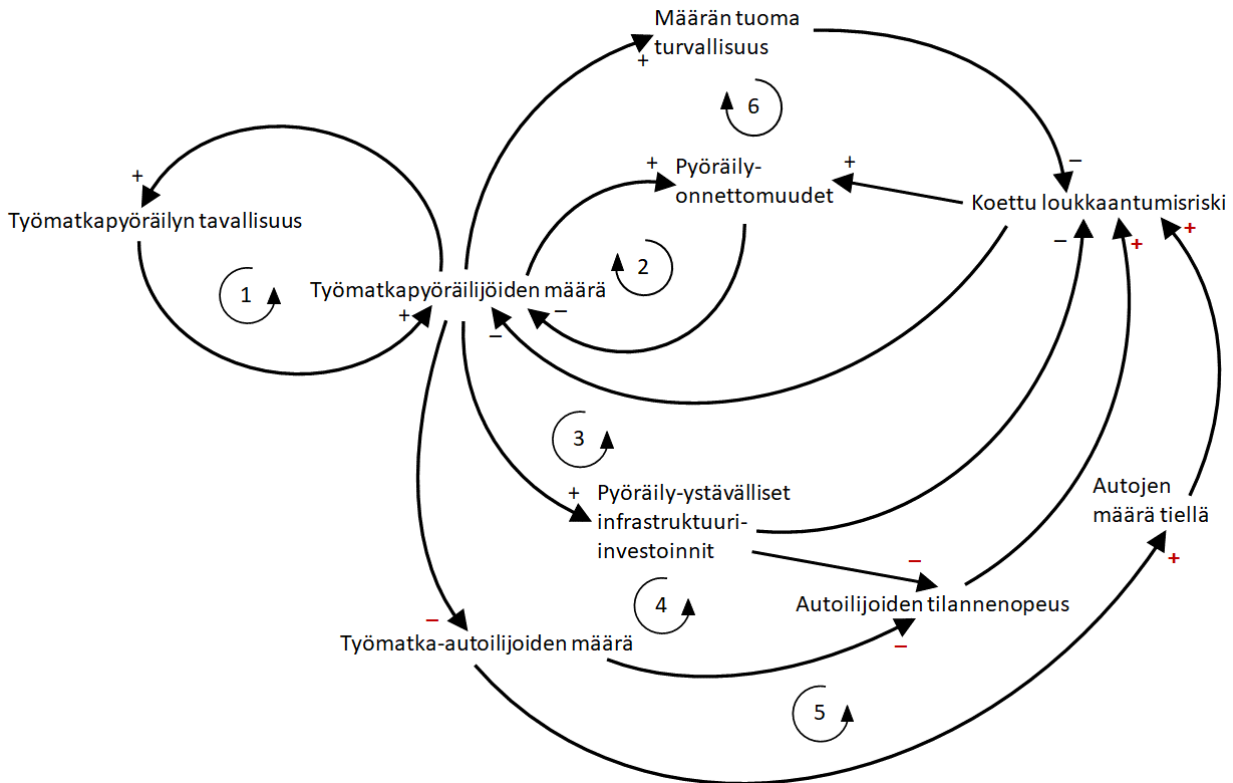 Määrän tuoma
turvallisuus
+
6
+
Työmatkapyöräilyn tavallisuus
+
Pyöräily-
onnettomuudet
+
–
Koettu loukkaantumisriski
–
+
+
1
2
Työmatkapyöräilijöiden määrä
+
–
–
3
+
Pyöräily-ystävälliset
infrastruktuuri-
investoinnit
Autojen
määrä tiellä
+
–
4
Autoilijoiden tilannenopeus
–
Työmatka-autoilijoiden määrä
–
5